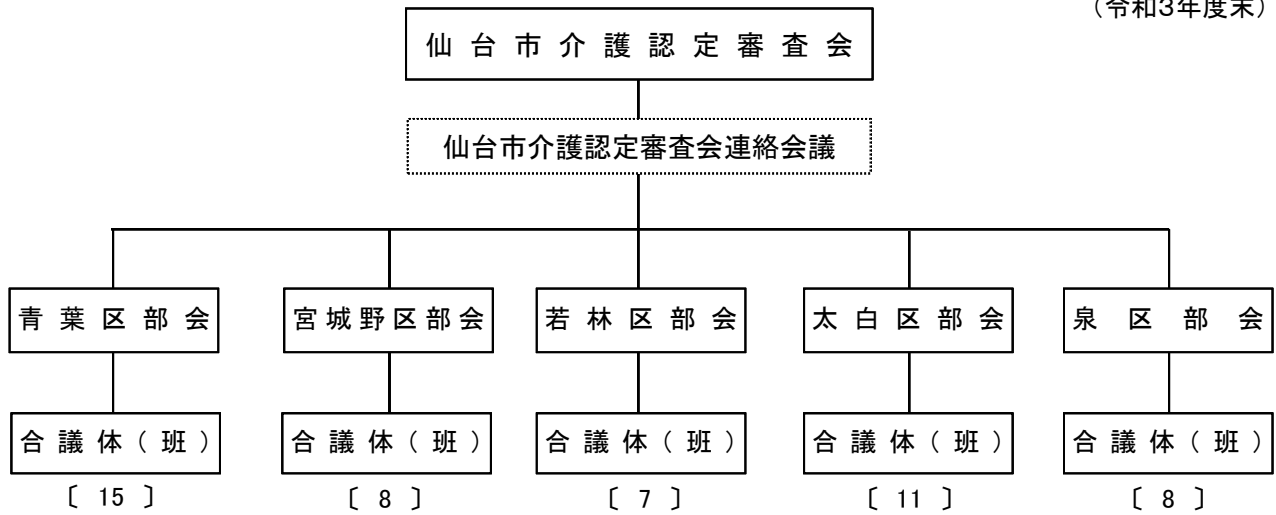 （令和3年度末）
仙台市介護認定審査会
仙台市介護認定審査会連絡会議
青葉区部会 宮城野区部会 若林区部会 太白区部会 泉区部会
合議体（班） 合議体（班） 合議体（班） 合議体（班） 合議体（班）
〔 15 〕 〔 8 〕 〔 7 〕 〔 11 〕 〔 8 〕